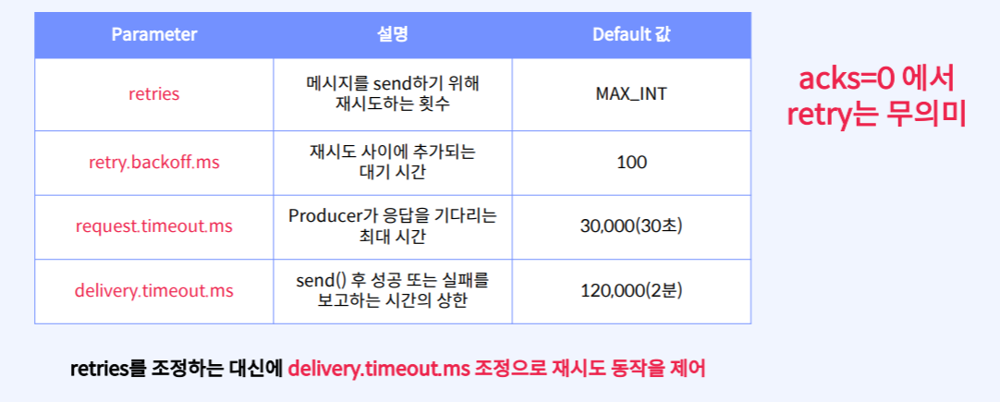 Parameter 설명 Default 값
retries
메시지를 send하기 위해
재시도하는 횟수
MAX_INT
retry.backoff.ms
재시도 사이에 추가되는
대기 시간
100
request.timeout.ms
Producer가 응답을 기다리는
최대 시간
30,000(30초)
delivery.timeout.ms
send() 후 성공 또는 실패를
보고하는 시간의 상한
120,000(2분)
acks=0 에서
retry는 무의미
retries를 조정하는 대신에 delivery.timeout.ms 조정으로 재시도 동작을 제어